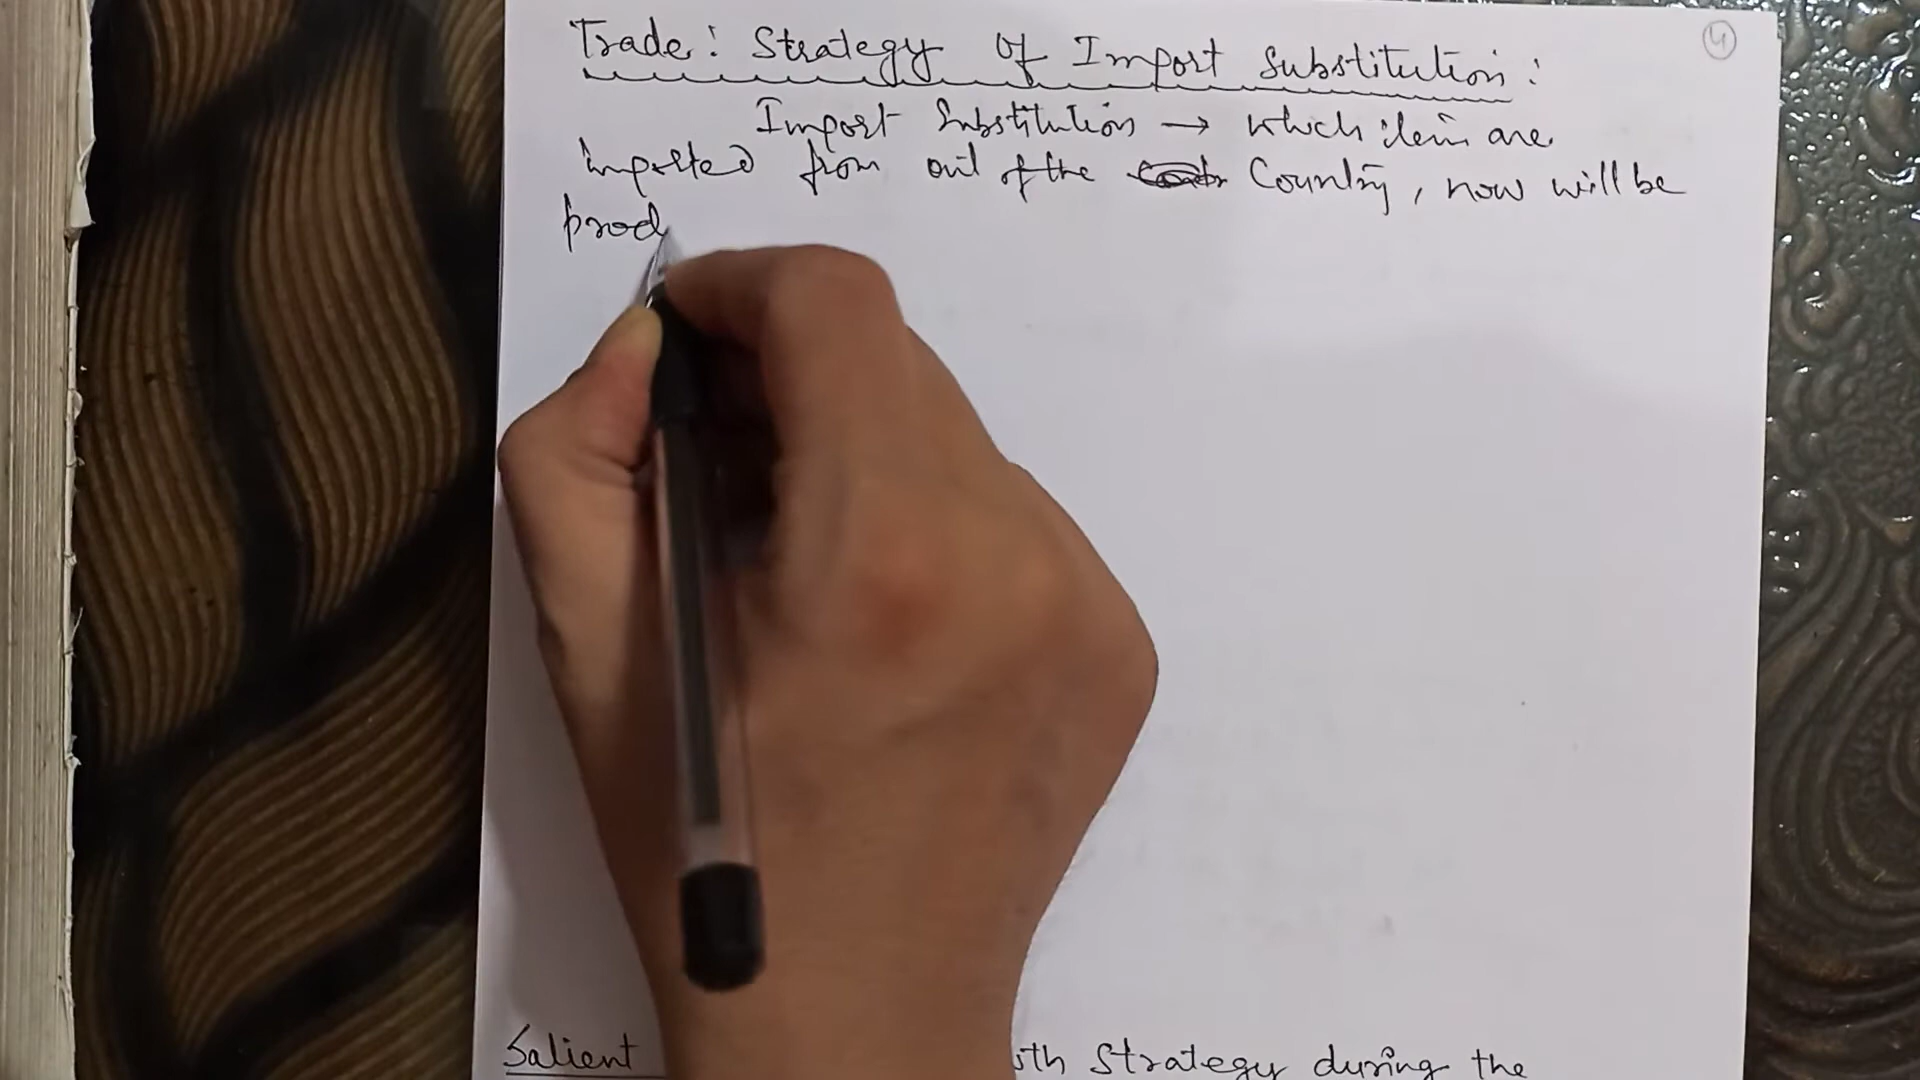 4
Trade: Strategy Of Import Substitution:
Import Substitution → which item are
imported from out of the Country, now will be
prod
Salient th Strategy during the